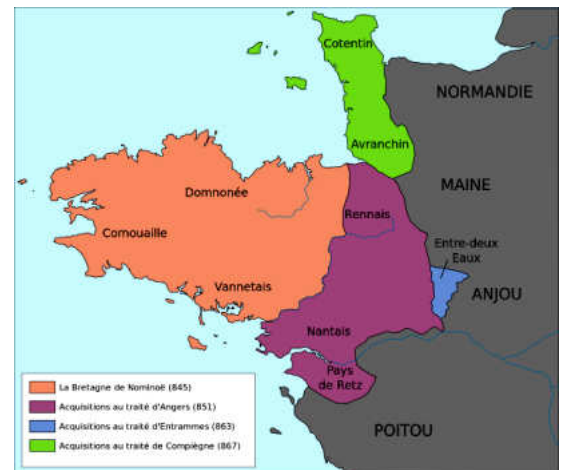 Cotentin
NORMANDIE
Avranchin
MAINE
Domnonée
Rennais
Cornouaille
Entre-deux
Eaux
Vannetais
ANJOU
Nantais
Pays
de Retz
POITOU
La Bretagne de Nominoë (845)
Acquisitions au traité d'Angers (851)
Acquisitions au traité d'Entrammes (863)
Acquisitions au traité de Compiègne (867)